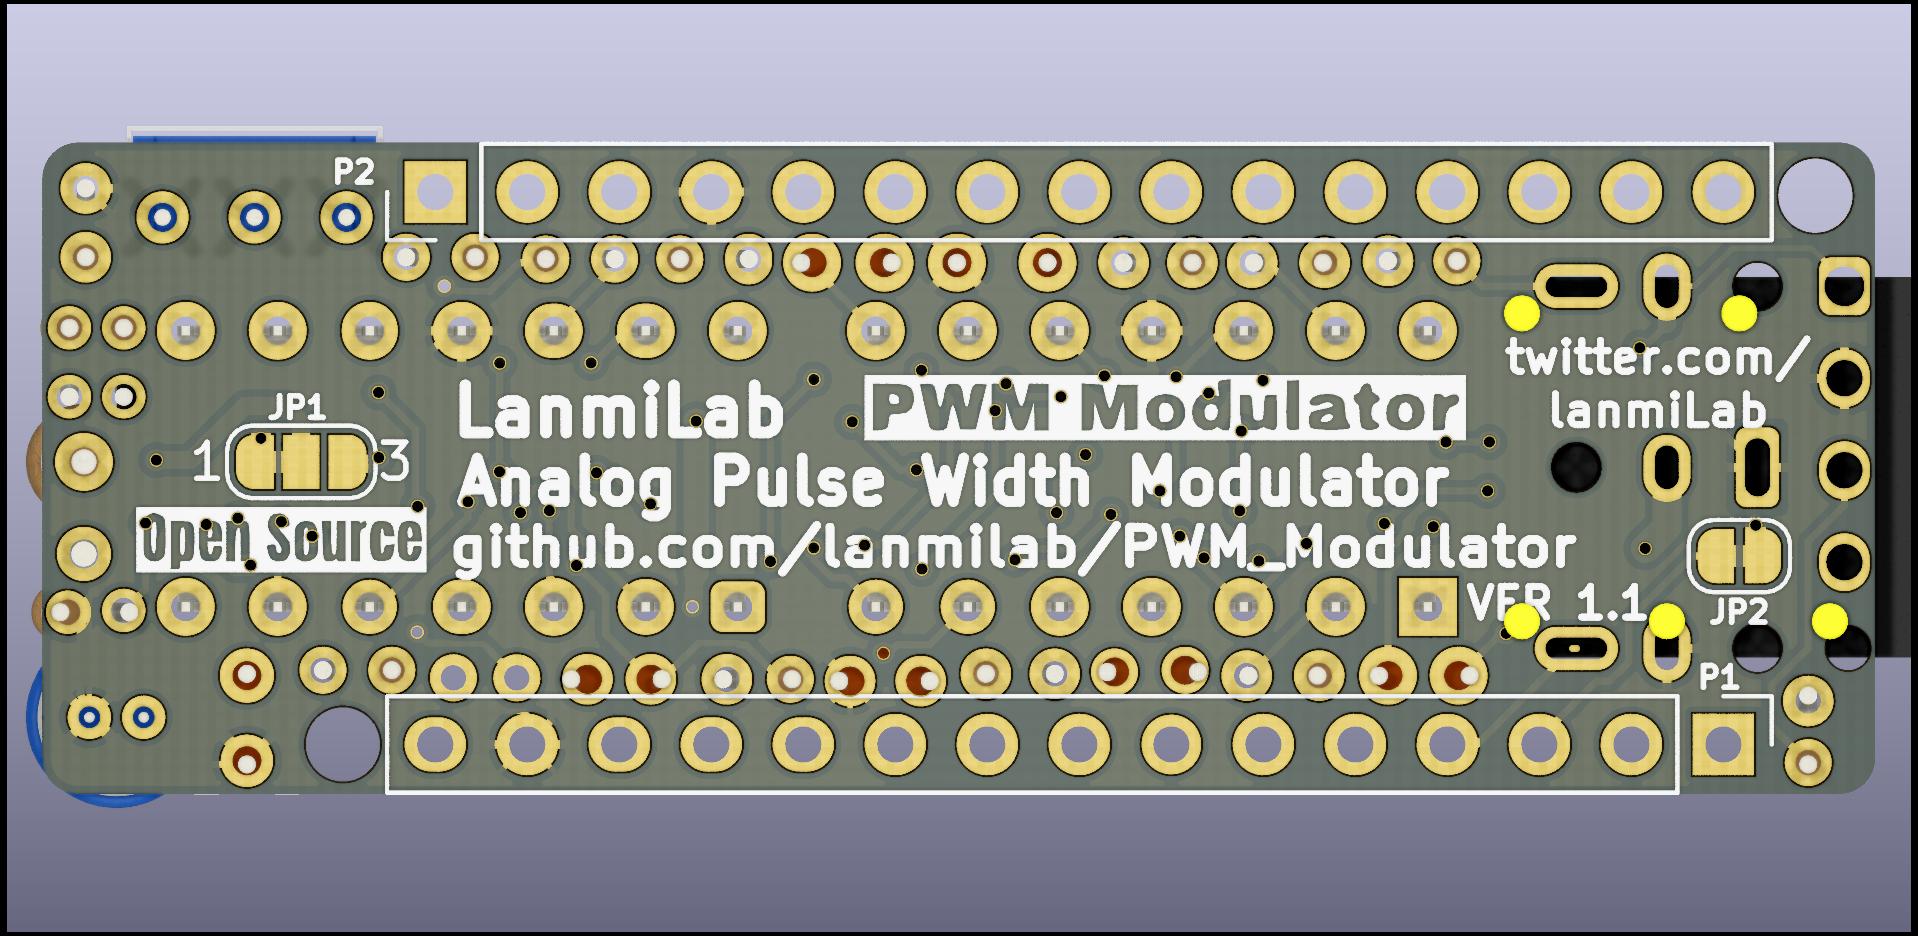 P2
twitter.com/
lanmiLab
JP1
1 3
LanmiLab PWM Modulator
Analog Pulse Width Modulator
Open Source
github.com/lanmilab/PWM_Modulator
VER 1.1
JP2
P1